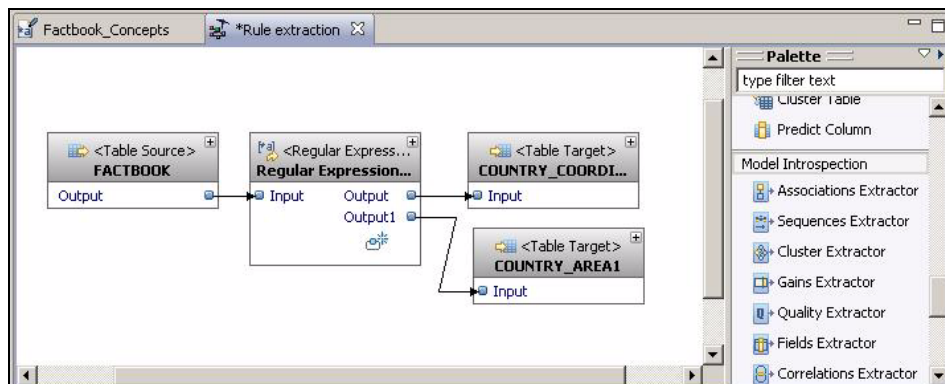 Factbook_Concepts
*Rule extraction
Palette
type filter text
Cluster Table
Predict Column
Model Introspection
Associations Extractor
Sequences Extractor
Cluster Extractor
Gains Extractor
Quality Extractor
Fields Extractor
Correlations Extractor
<Table Source>
FACTBOOK
Output
<Regular Express...
Regular Expression...
Input Output
Output1
<Table Target>
COUNTRY_COORDI...
Input
<Table Target>
COUNTRY_AREA1
Input